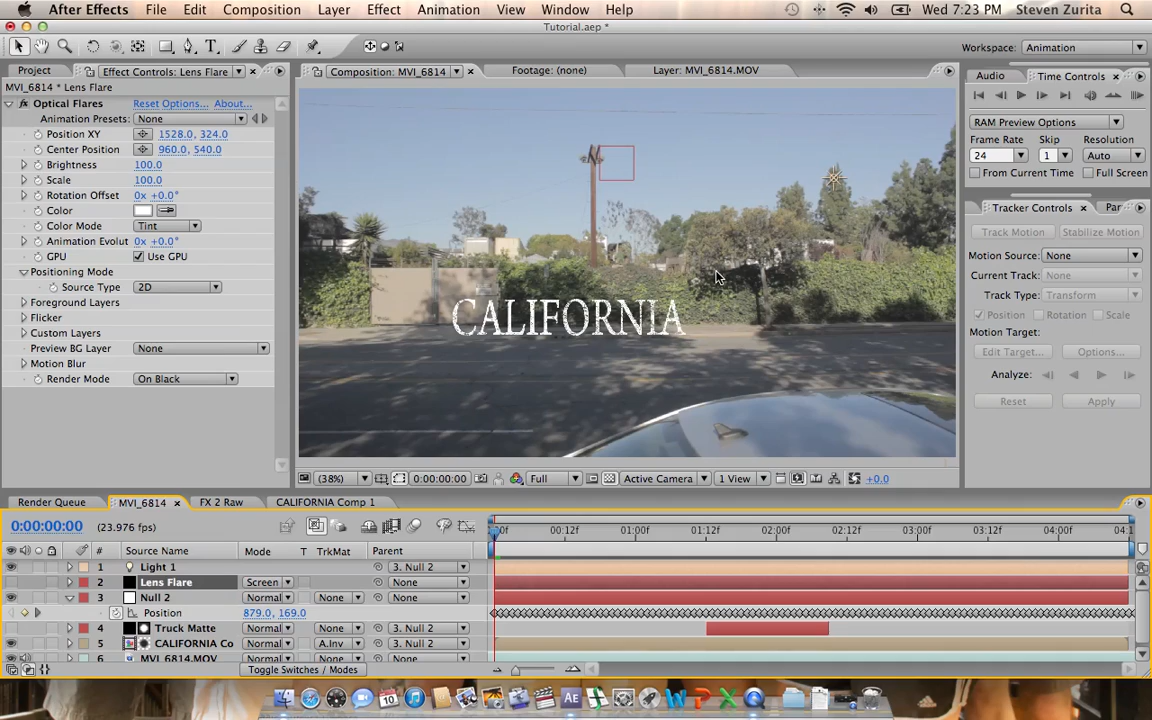 After Effects File Edit Composition Layer Effect Animation View Window Help Wed 7:23 PM Steven Zurita
Tutorial.aep *
Workspace: Animation
Project Effect Controls: Lens Flare Composition: MVI_6814 Footage: (none) Layer: MVI_6814.MOV Audio Time Controls
MVI_6814 * Lens Flare
Optical Flares Reset Options... About...
Animation Presets: None
Position XY 1528.0, 324.0
Center Position 960.0, 540.0
Brightness 100.0
Scale 100.0
Rotation Offset 0x +0.0°
Color
Color Mode Tint
Animation Evolut 0x +0.0°
GPU Use GPU
Positioning Mode
Source Type 2D
Foreground Layers
Flicker
Custom Layers
Preview BG Layer None
Motion Blur
Render Mode On Black
CALIFORNIA
RAM Preview Options
Frame Rate Skip Resolution
24 1 Auto
From Current Time Full Screen
Tracker Controls Par
Track Motion Stabilize Motion
Motion Source: None
Current Track: None
Track Type: Transform
Position Rotation Scale
Motion Target:
Edit Target... Options...
Analyze:
Reset Apply
(38%) 0:00:00:00 Full Active Camera 1 View +0.0
Render Queue MVI_6814 FX 2 Raw CALIFORNIA Comp 1
0:00:00:00 (23.976 fps)
00f 00:12f 01:00f 01:12f 02:00f 02:12f 03:00f 03:12f 04:00f 04:1
# Source Name Mode T TrkMat Parent
1 Light 1 3. Null 2
2 Lens Flare Screen None
3 Null 2 Normal None None
Position 879.0, 169.0
4 Truck Matte Normal None 3. Null 2
5 CALIFORNIA Co Normal A.Inv 3. Null 2
6 MVI_6814.MOV Normal None None
Toggle Switches / Modes